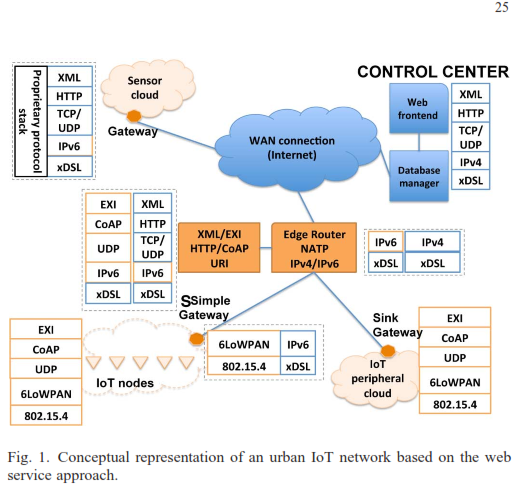 25
Proprietary protocol
stack
XML
HTTP
TCP/
UDP
IPv6
xDSL
Sensor
cloud
Gateway
WAN connection
(Internet)
CONTROL CENTER
Web
frontend
Database
manager
XML
HTTP
TCP/
UDP
IPv4
xDSL
EXI
CoAP
UDP
IPv6
xDSL
XML
HTTP
TCP/
UDP
IPv6
xDSL
XML/EXI
HTTP/CoAP
URI
Edge Router
NATP
IPv4/IPv6
IPv6 IPv4
xDSL xDSL
SSimple
Gateway
6LoWPAN IPv6
802.15.4 xDSL
EXI
CoAP
UDP
6LoWPAN
802.15.4
IoT nodes
Sink
Gateway
IoT
peripheral
cloud
EXI
CoAP
UDP
6LoWPAN
802.15.4
Fig. 1. Conceptual representation of an urban IoT network based on the web
service approach.